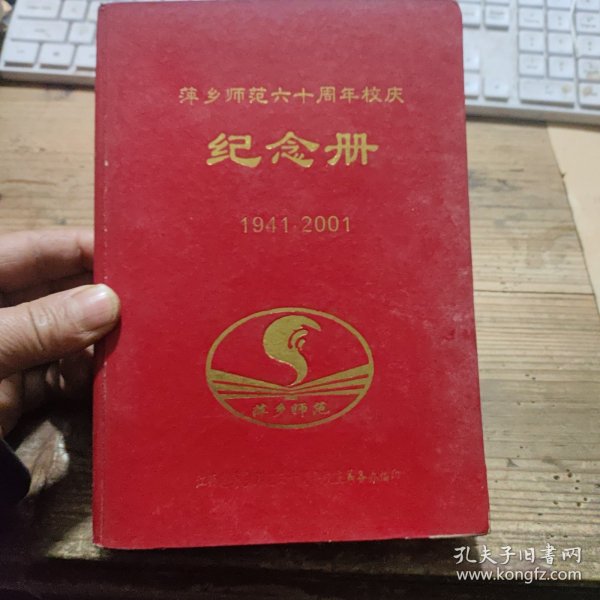 萍乡师范六十周年校庆
纪念册
1941-2001
萍乡师范
孔夫子旧书网
www.kongfz.com